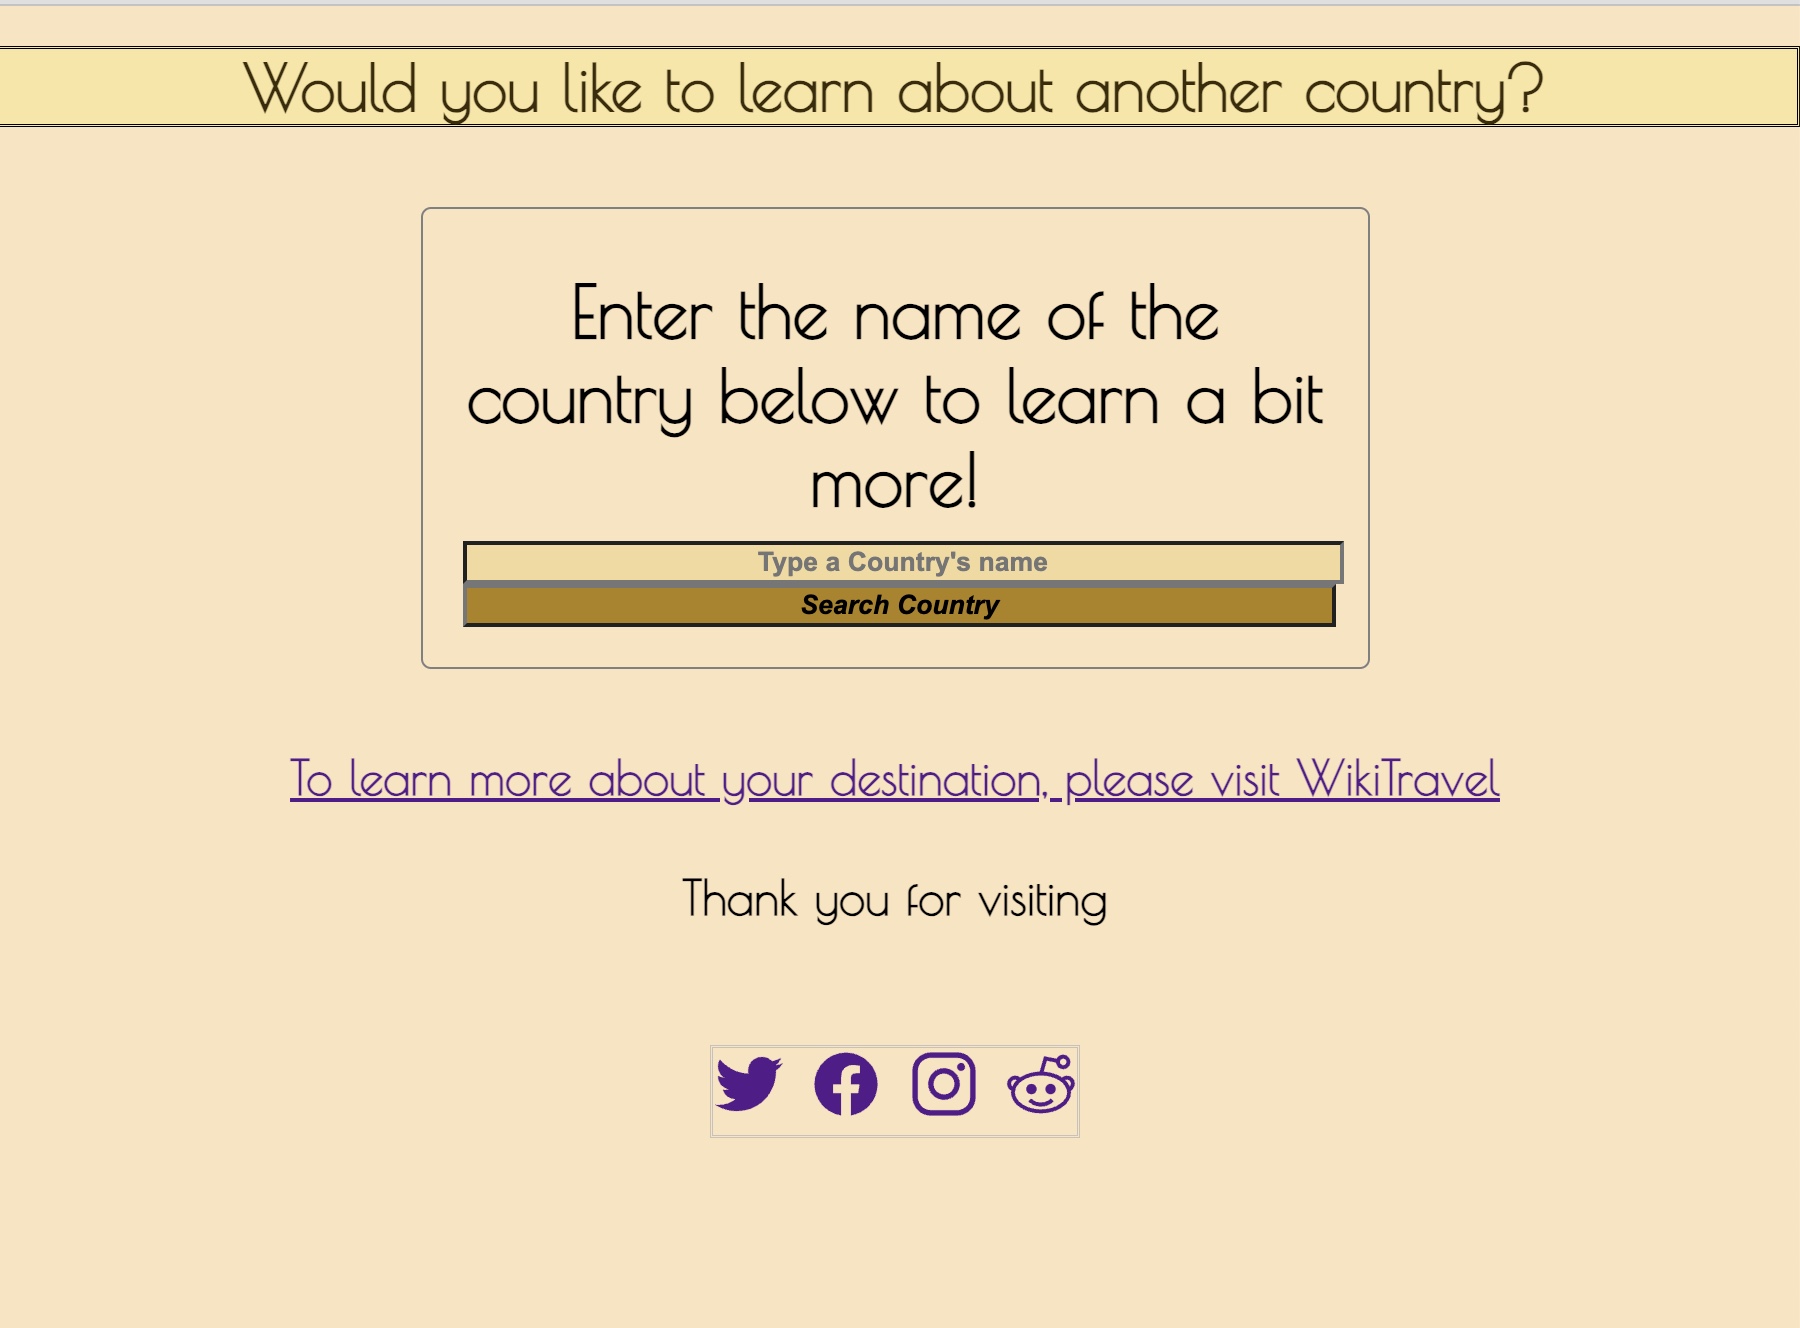 Would you like to learn about another country?
Enter the name of the
country below to learn a bit
more!
Type a Country's name
Search Country
To learn more about your destination, please visit WikiTravel
Thank you for visiting